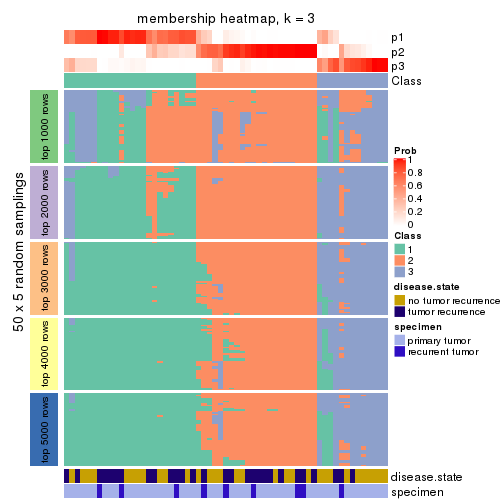 membership heatmap, k = 3
p1
p2
p3
Class
50 x 5 random samplings
top 1000 rows
top 2000 rows
top 3000 rows
top 4000 rows
top 5000 rows
Prob
1
0.8
0.6
0.4
0.2
0
Class
1
2
3
disease.state
no tumor recurrence
tumor recurrence
specimen
primary tumor
recurrent tumor
disease.state
specimen